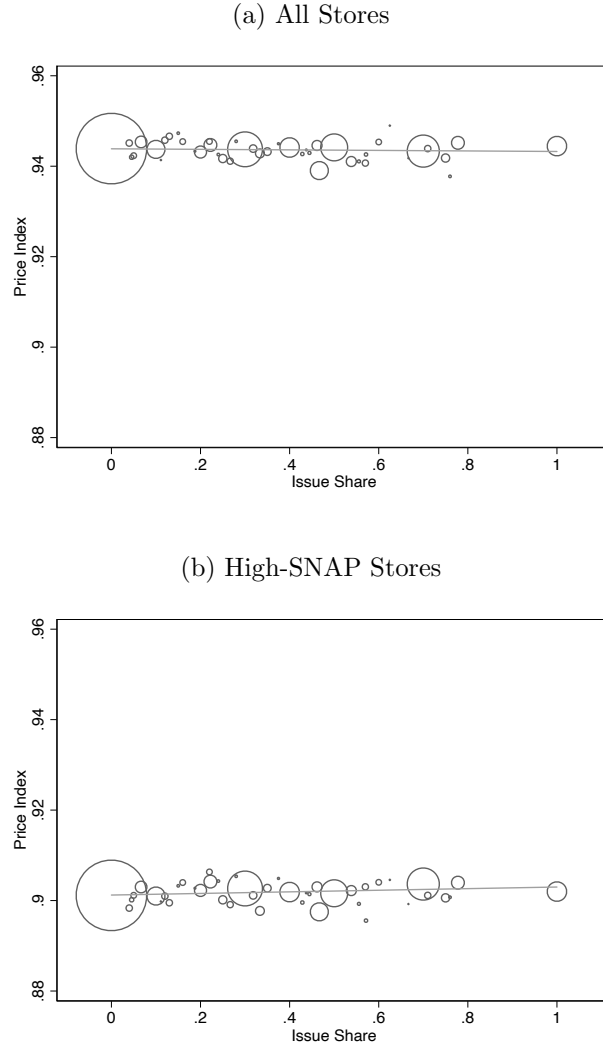 (a) All Stores
.96
.94
.92
.9
.88
Price Index
0 .2 .4 .6 .8 1
Issue Share
(b) High-SNAP Stores
.96
.94
.92
.9
.88
Price Index
0 .2 .4 .6 .8 1
Issue Share